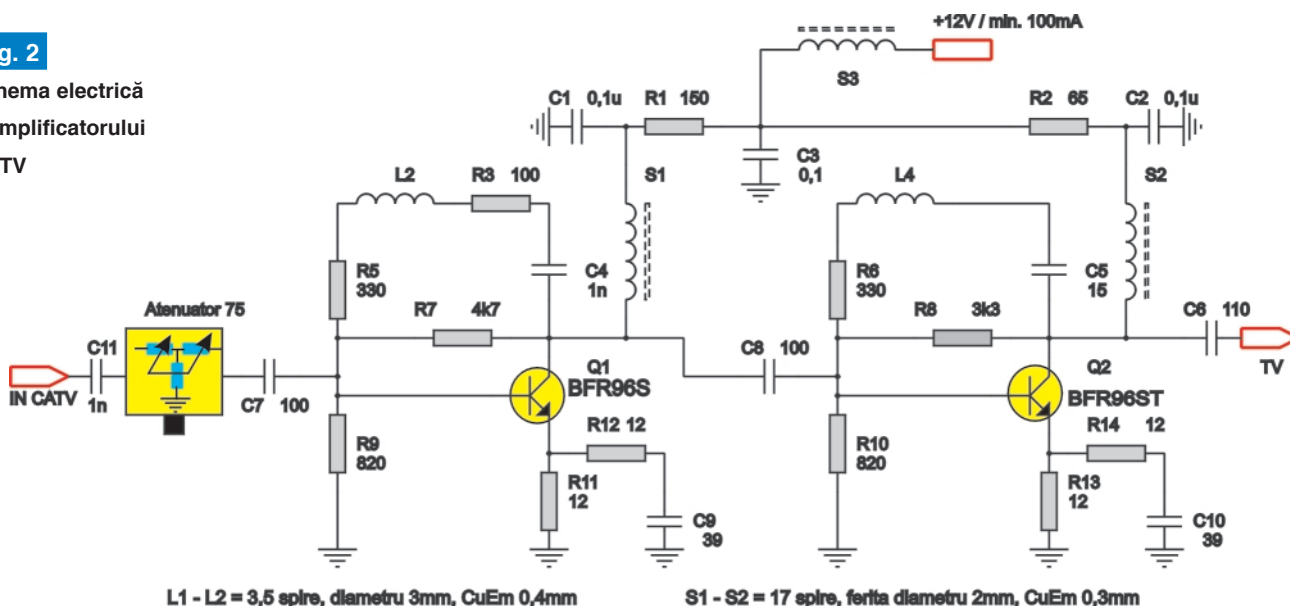 g. 2
nema electrică
mplificatorului
TV
+12V / min. 100mA
S3
C1 0,1u
R1 150
R2 65
C2 0,1u
C3
0,1
S1
S2
L2
R3 100
L4
R5
330
C4
1n
R6
330
C5
15
Atenuator 75
R7 4k7
R8 3k3
C6 110
C11
C8
100
Q1
BFR96S
Q2
BFR96ST
TV
IN CATV
1n
C7 100
R12 12
R14 12
R9
820
R10
820
R11
12
R13
12
C9
39
C10
39
L1 - L2 = 3,5 spire, diametru 3mm, CuEm 0,4mm
S1 - S2 = 17 spire, ferita diametru 2mm, CuEm 0,3mm